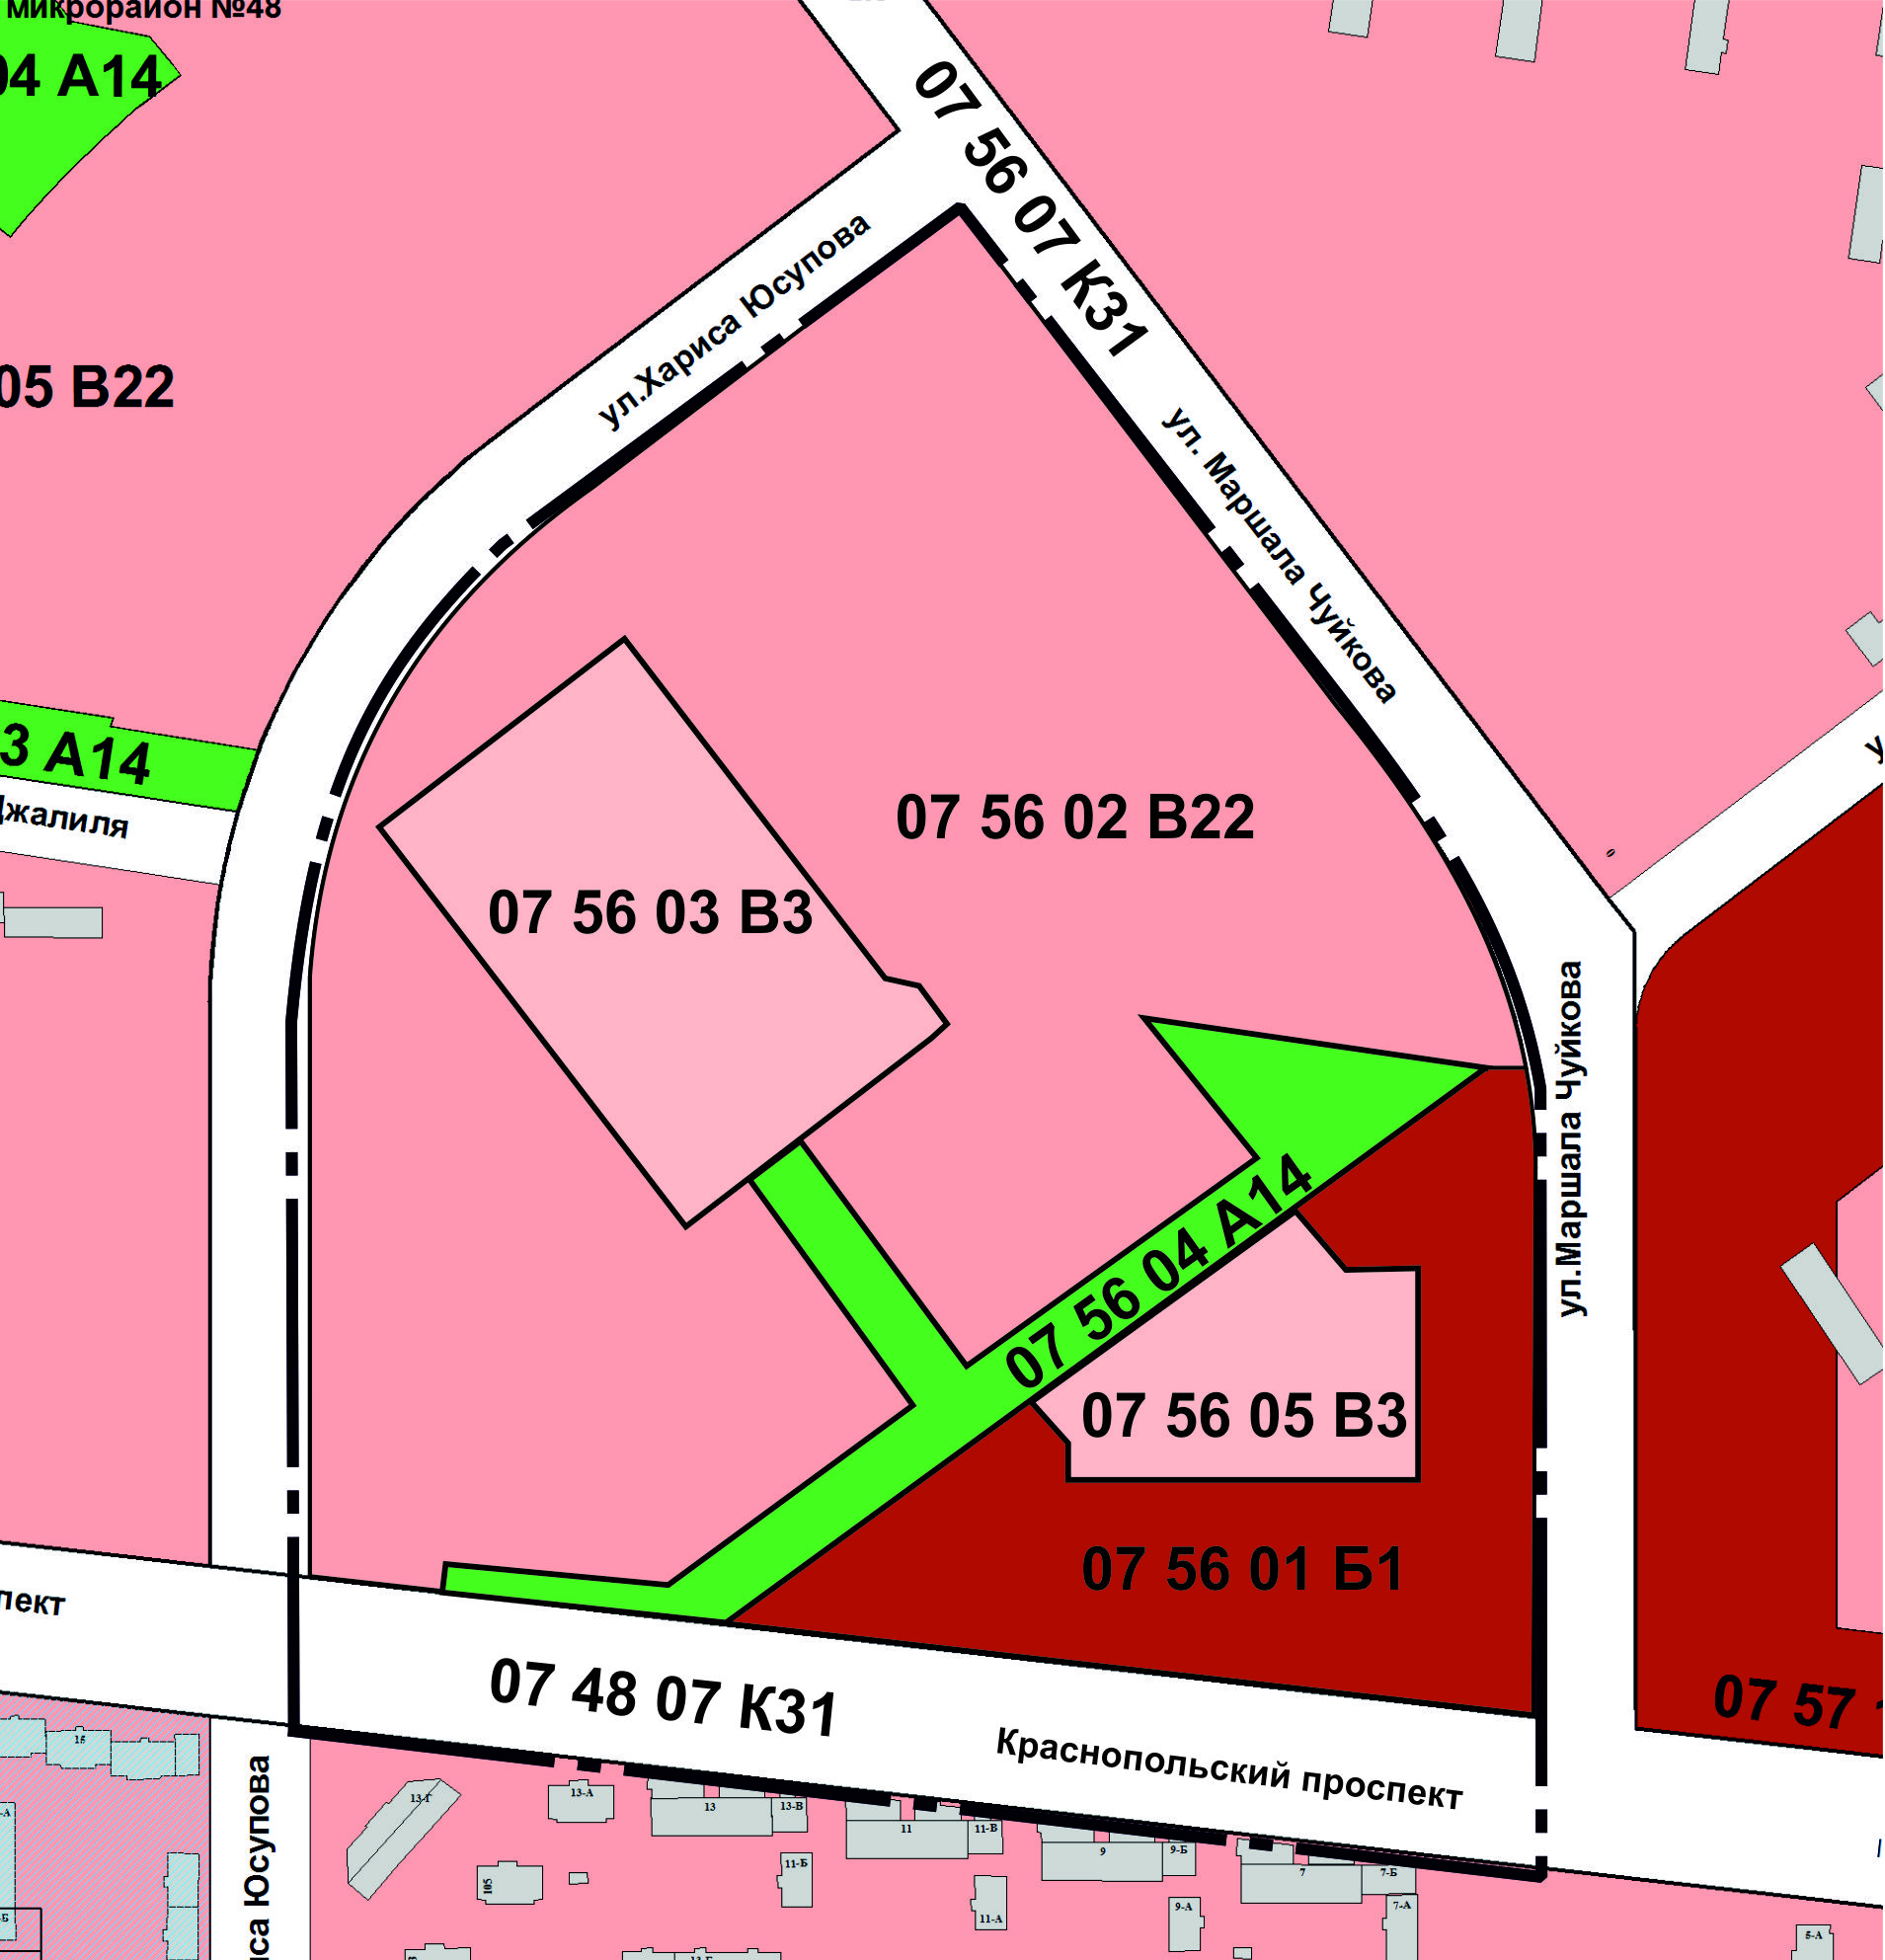 микрорайон №48
04 А14
07 56 07 К31
ул.Хариса Юсупова
05 В22
ул. Маршала Чуйкова
3 А14
Джалиля
07 56 02 В22
07 56 03 В3
ул.Маршала Чуйкова
07 56 04 А14
07 56 05 В3
07 56 01 Б1
пект
07 48 07 К31
07 57
Краснопольский проспект
са Юсупова
15
13-Г
13-А
13
13-В
11
11-В
9
9-Б
7
7-Б
105
11-Б
11-А
9-А
7-А
5-А